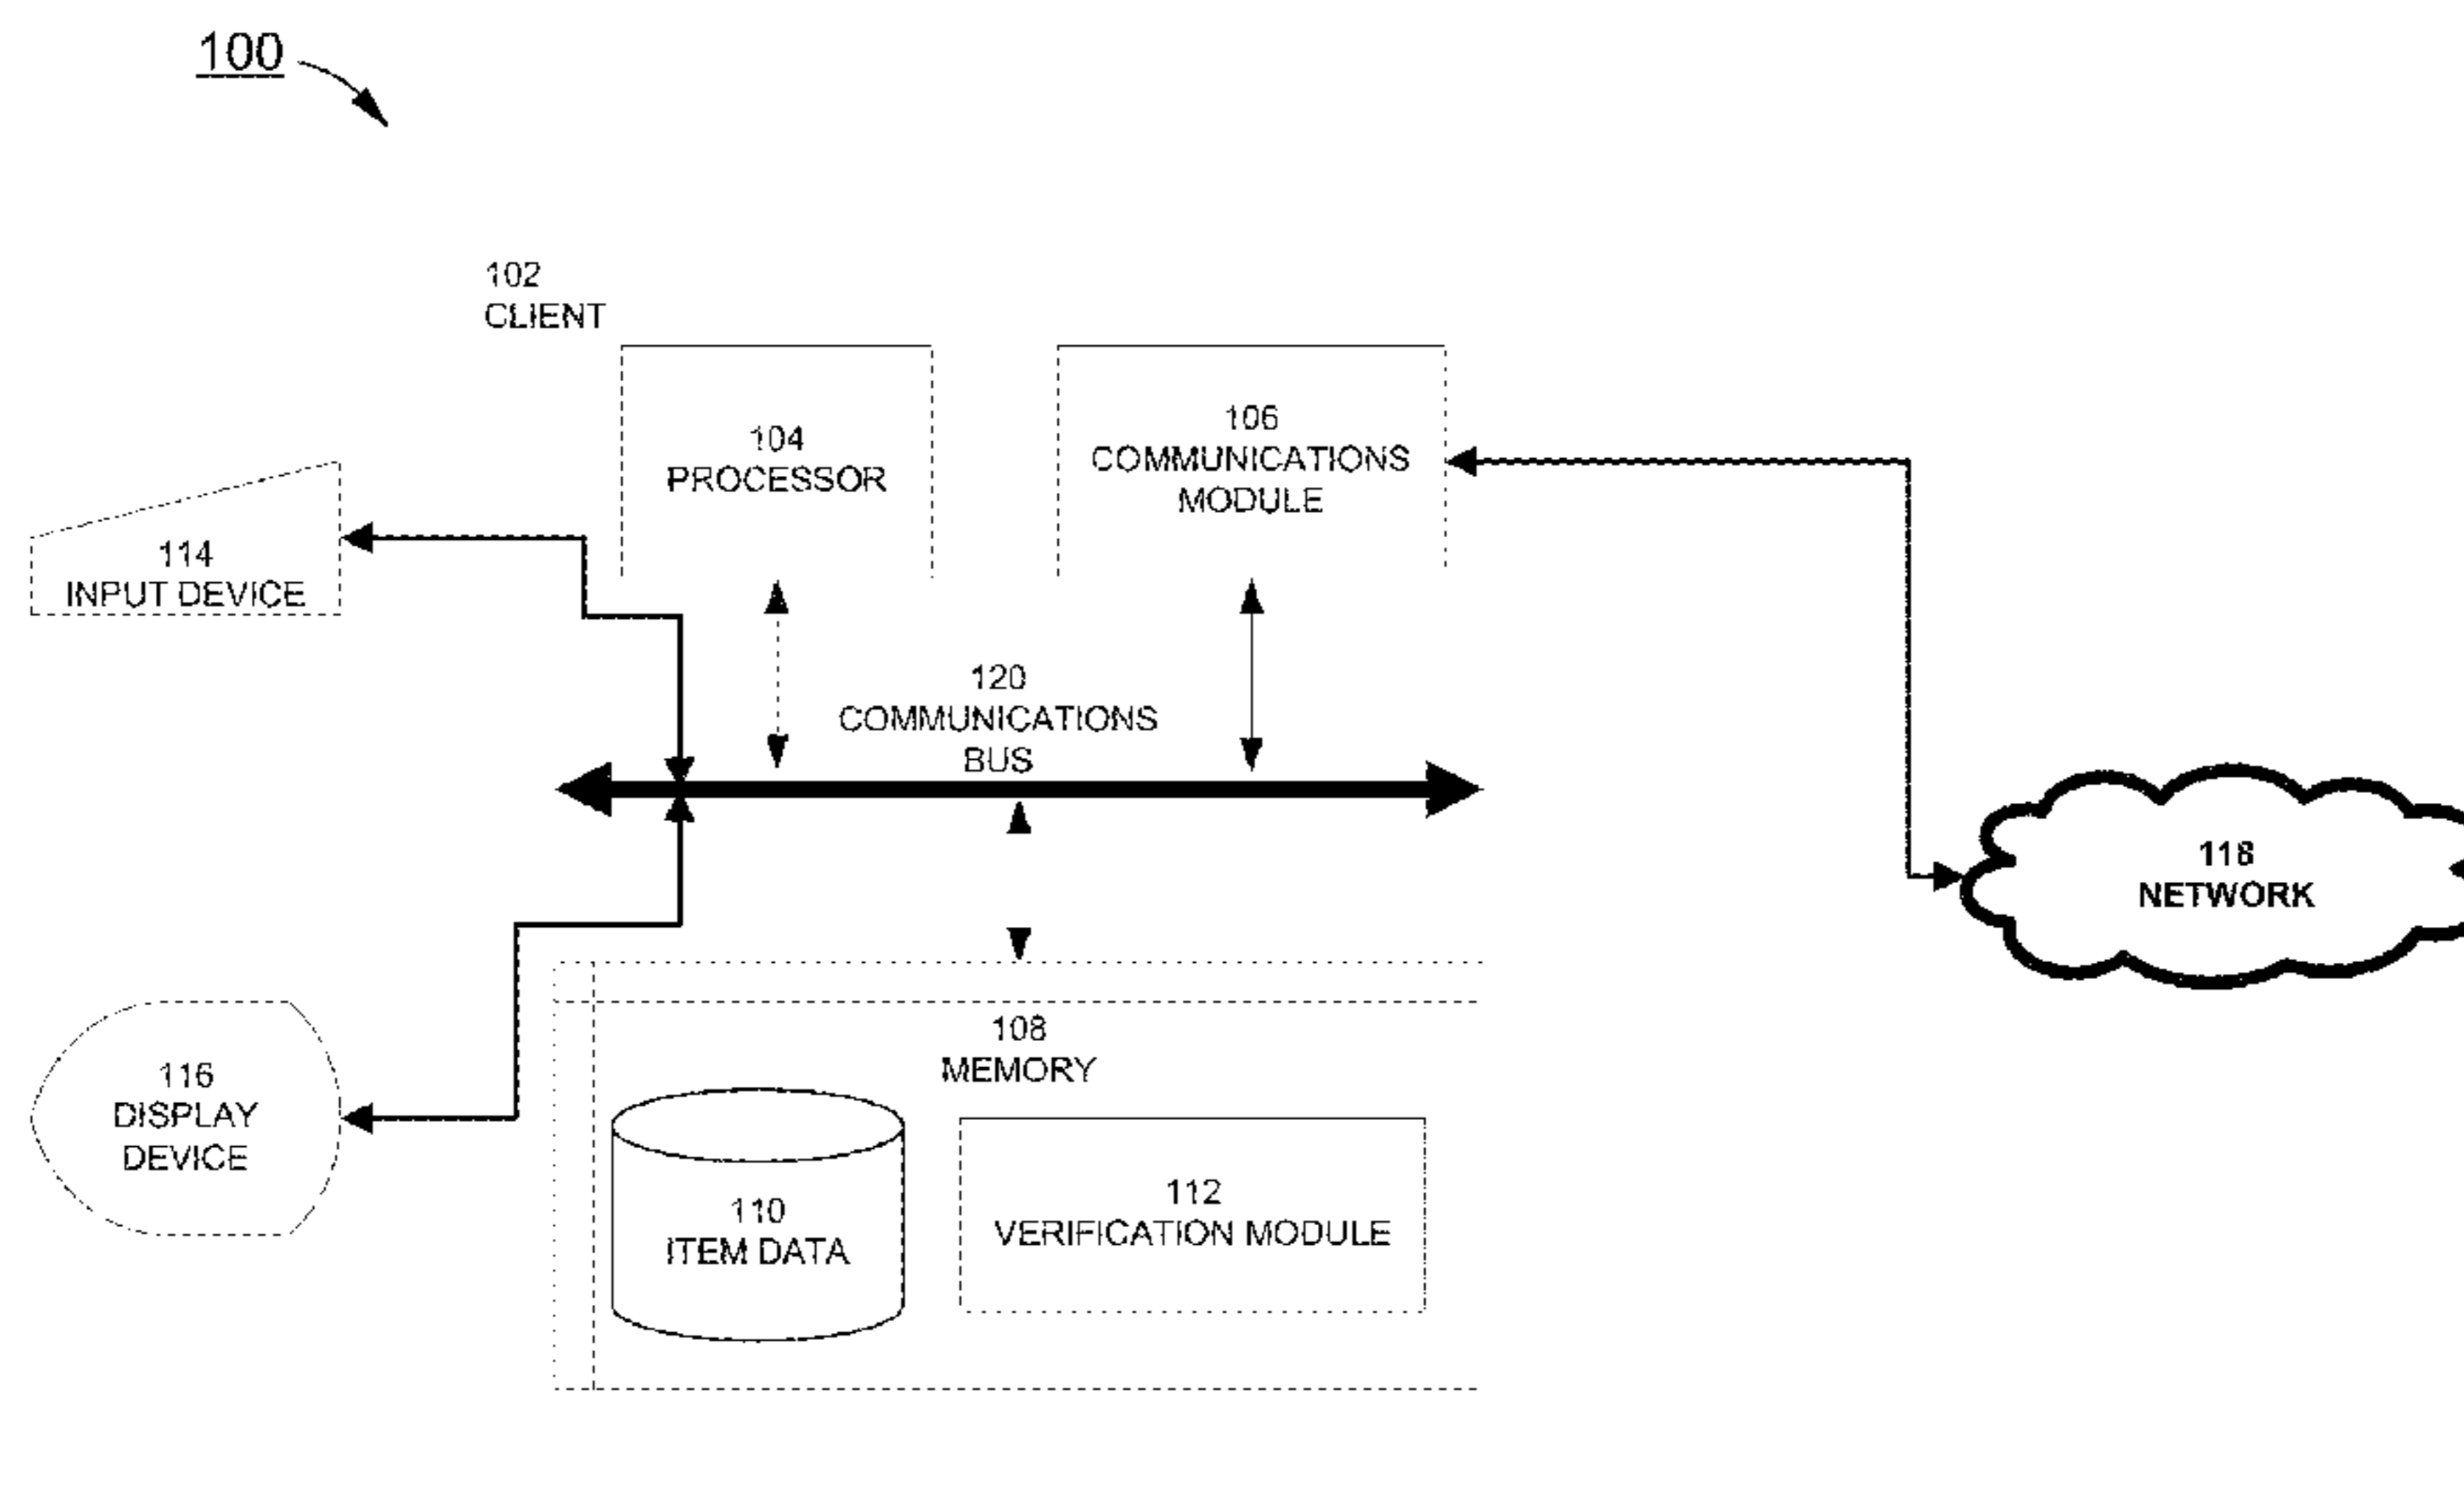 100
102
CLIENT
104
PROCESSOR
106
COMMUNICATIONS
MODULE
114
INPUT DEVICE
120
COMMUNICATIONS
BUS
118
NETWORK
108
MEMORY
116
DISPLAY
DEVICE
110
ITEM DATA
112
VERIFICATION MODULE